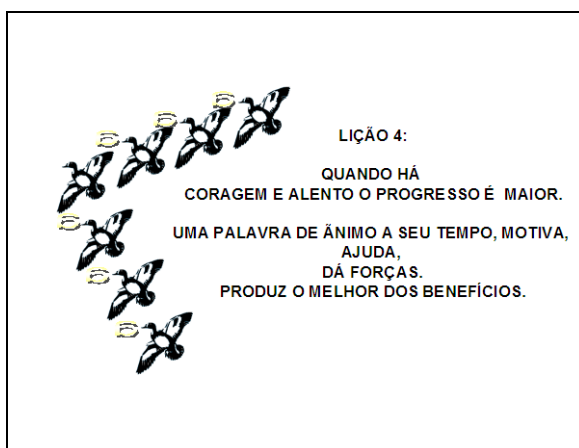 LIÇÃO 4:
QUANDO HÁ
CORAGEM E ALENTO O PROGRESSO É MAIOR.
UMA PALAVRA DE ÃNIMO A SEU TEMPO, MOTIVA,
AJUDA,
DÁ FORÇAS.
PRODUZ O MELHOR DOS BENEFÍCIOS.